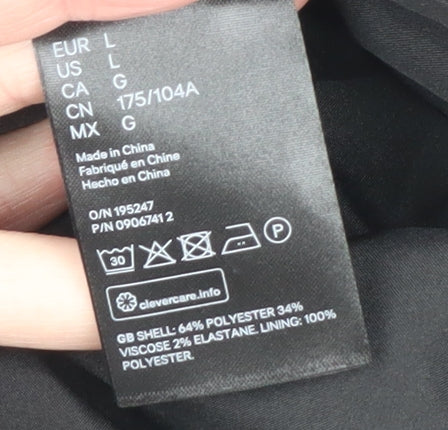 EUR L
US L
CA G
CN 175/104A
MX G
Made in China
Fabriqué en Chine
Hecho en China
O/N 195247
P/N 0906741 2
30 P
clevercare.info
GB SHELL: 64% POLYESTER 34%
VISCOSE 2% ELASTANE. LINING: 100%
POLYESTER.